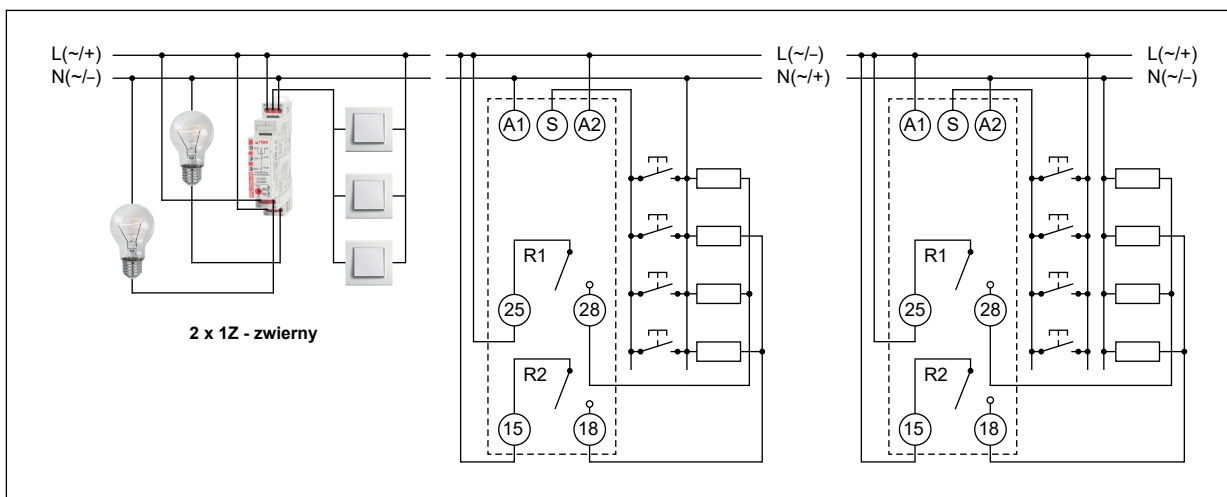 L(~/+)
N(~/–)
2 x 1Z - zwierny
L(~/–)
N(~/+)
A1 S A2
R1
25 28
R2
15 18
L(~/+)
N(~/–)
A1 S A2
R1
25 28
R2
15 18